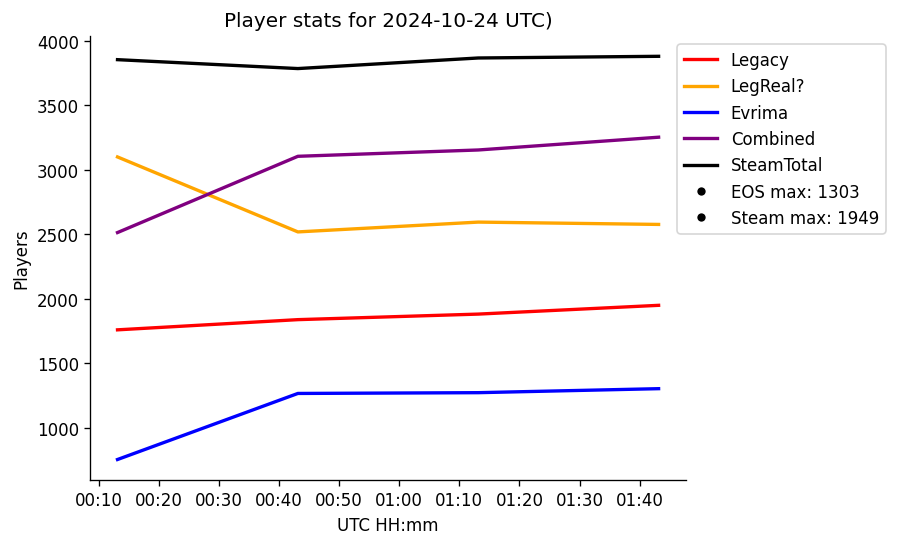 Player stats for 2024-10-24 UTC)
Players
4000
3500
3000
2500
2000
1500
1000
00:10 00:20 00:30 00:40 00:50 01:00 01:10 01:20 01:30 01:40
UTC HH:mm
Legacy
LegReal?
Evrima
Combined
SteamTotal
EOS max: 1303
Steam max: 1949